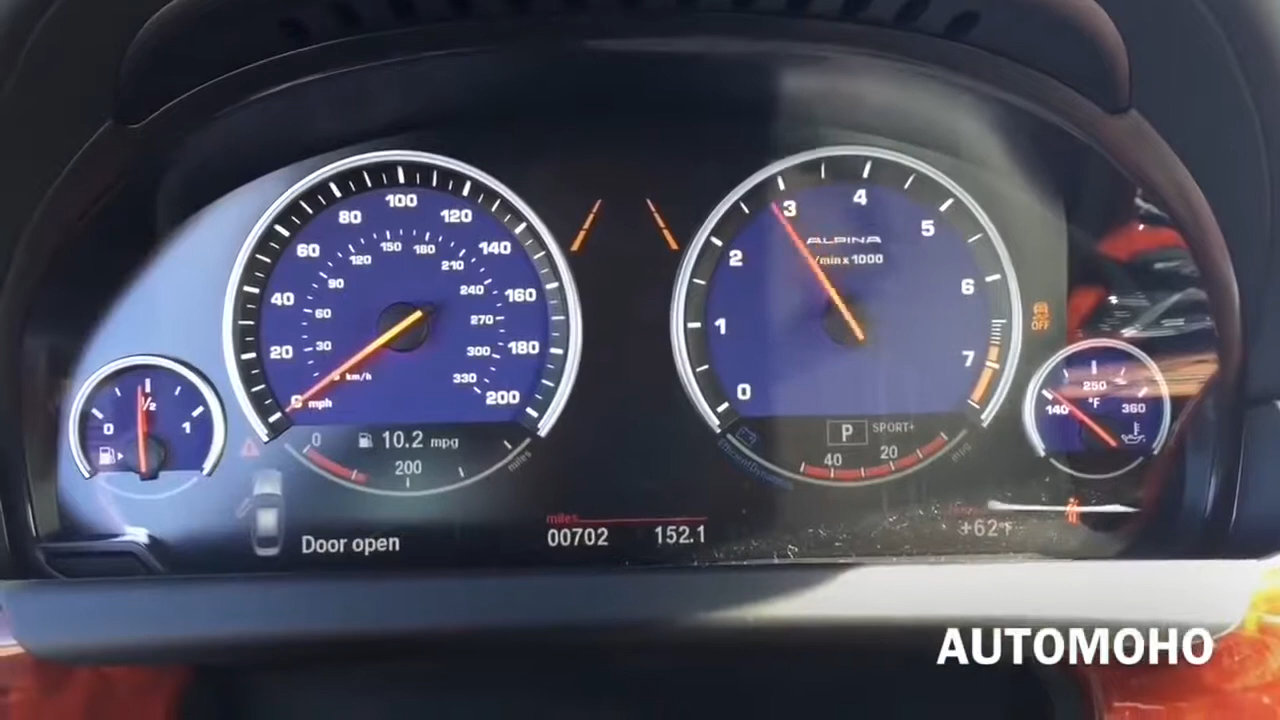 20
40
60
80
100
120
140
160
180
200
30
60
90
120
150
180
210
240
270
300
330
km/h
mph
0
1
2
3
4
5
6
7
ALPINA
/min x 1000
OFF
0
1/2
1
140
250
360
°F
0
10.2 mpg
200
miles
P
SPORT+
40
20
mpg
EfficientDynamics
Door open
miles
00702
152.1
+62°F
AUTOMOHO